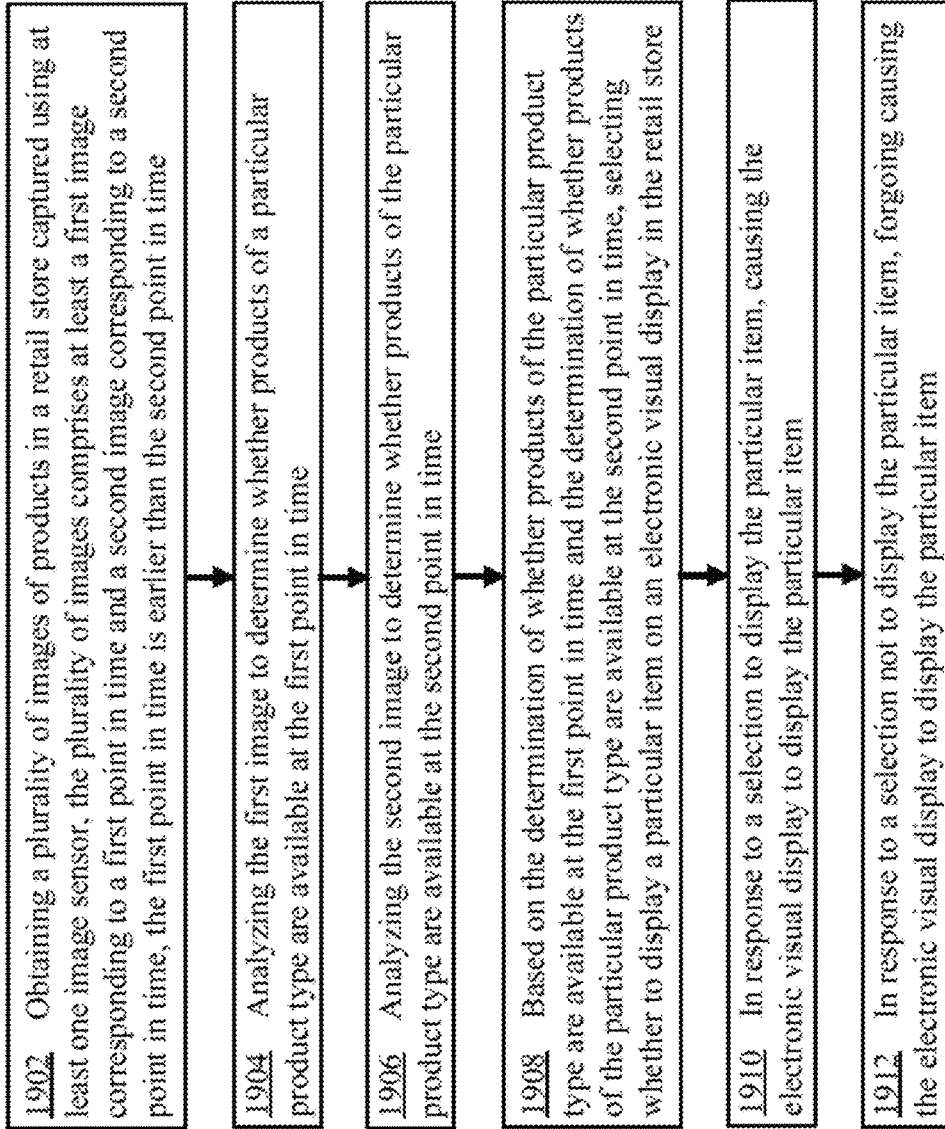 1902 Obtaining a plurality of images of products in a retail store captured using at
least one image sensor, the plurality of images comprises at least a first image
corresponding to a first point in time and a second image corresponding to a second
point in time, the first point in time is earlier than the second point in time
1904 Analyzing the first image to determine whether products of a particular
product type are available at the first point in time
1906 Analyzing the second image to determine whether products of the particular
product type are available at the second point in time
1908 Based on the determination of whether products of the particular product
type are available at the first point in time and the determination of whether products
of the particular product type are available at the second point in time, selecting
whether to display a particular item on an electronic visual display in the retail store
1910 In response to a selection to display the particular item, causing the
electronic visual display to display the particular item
1912 In response to a selection not to display the particular item, forgoing causing
the electronic visual display to display the particular item